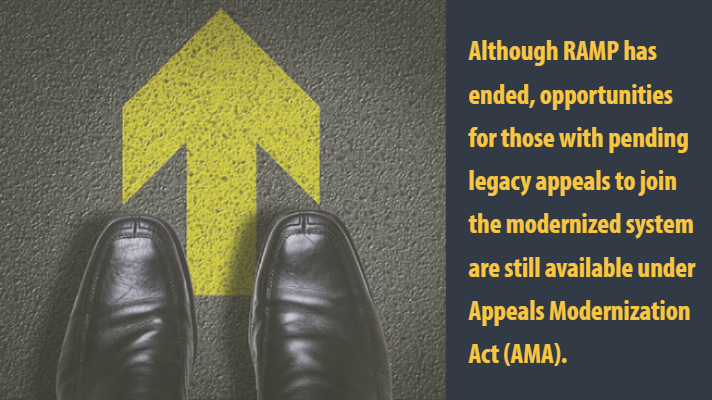 Although RAMP has
ended, opportunities
for those with pending
legacy appeals to join
the modernized system
are still available under
Appeals Modernization
Act (AMA).